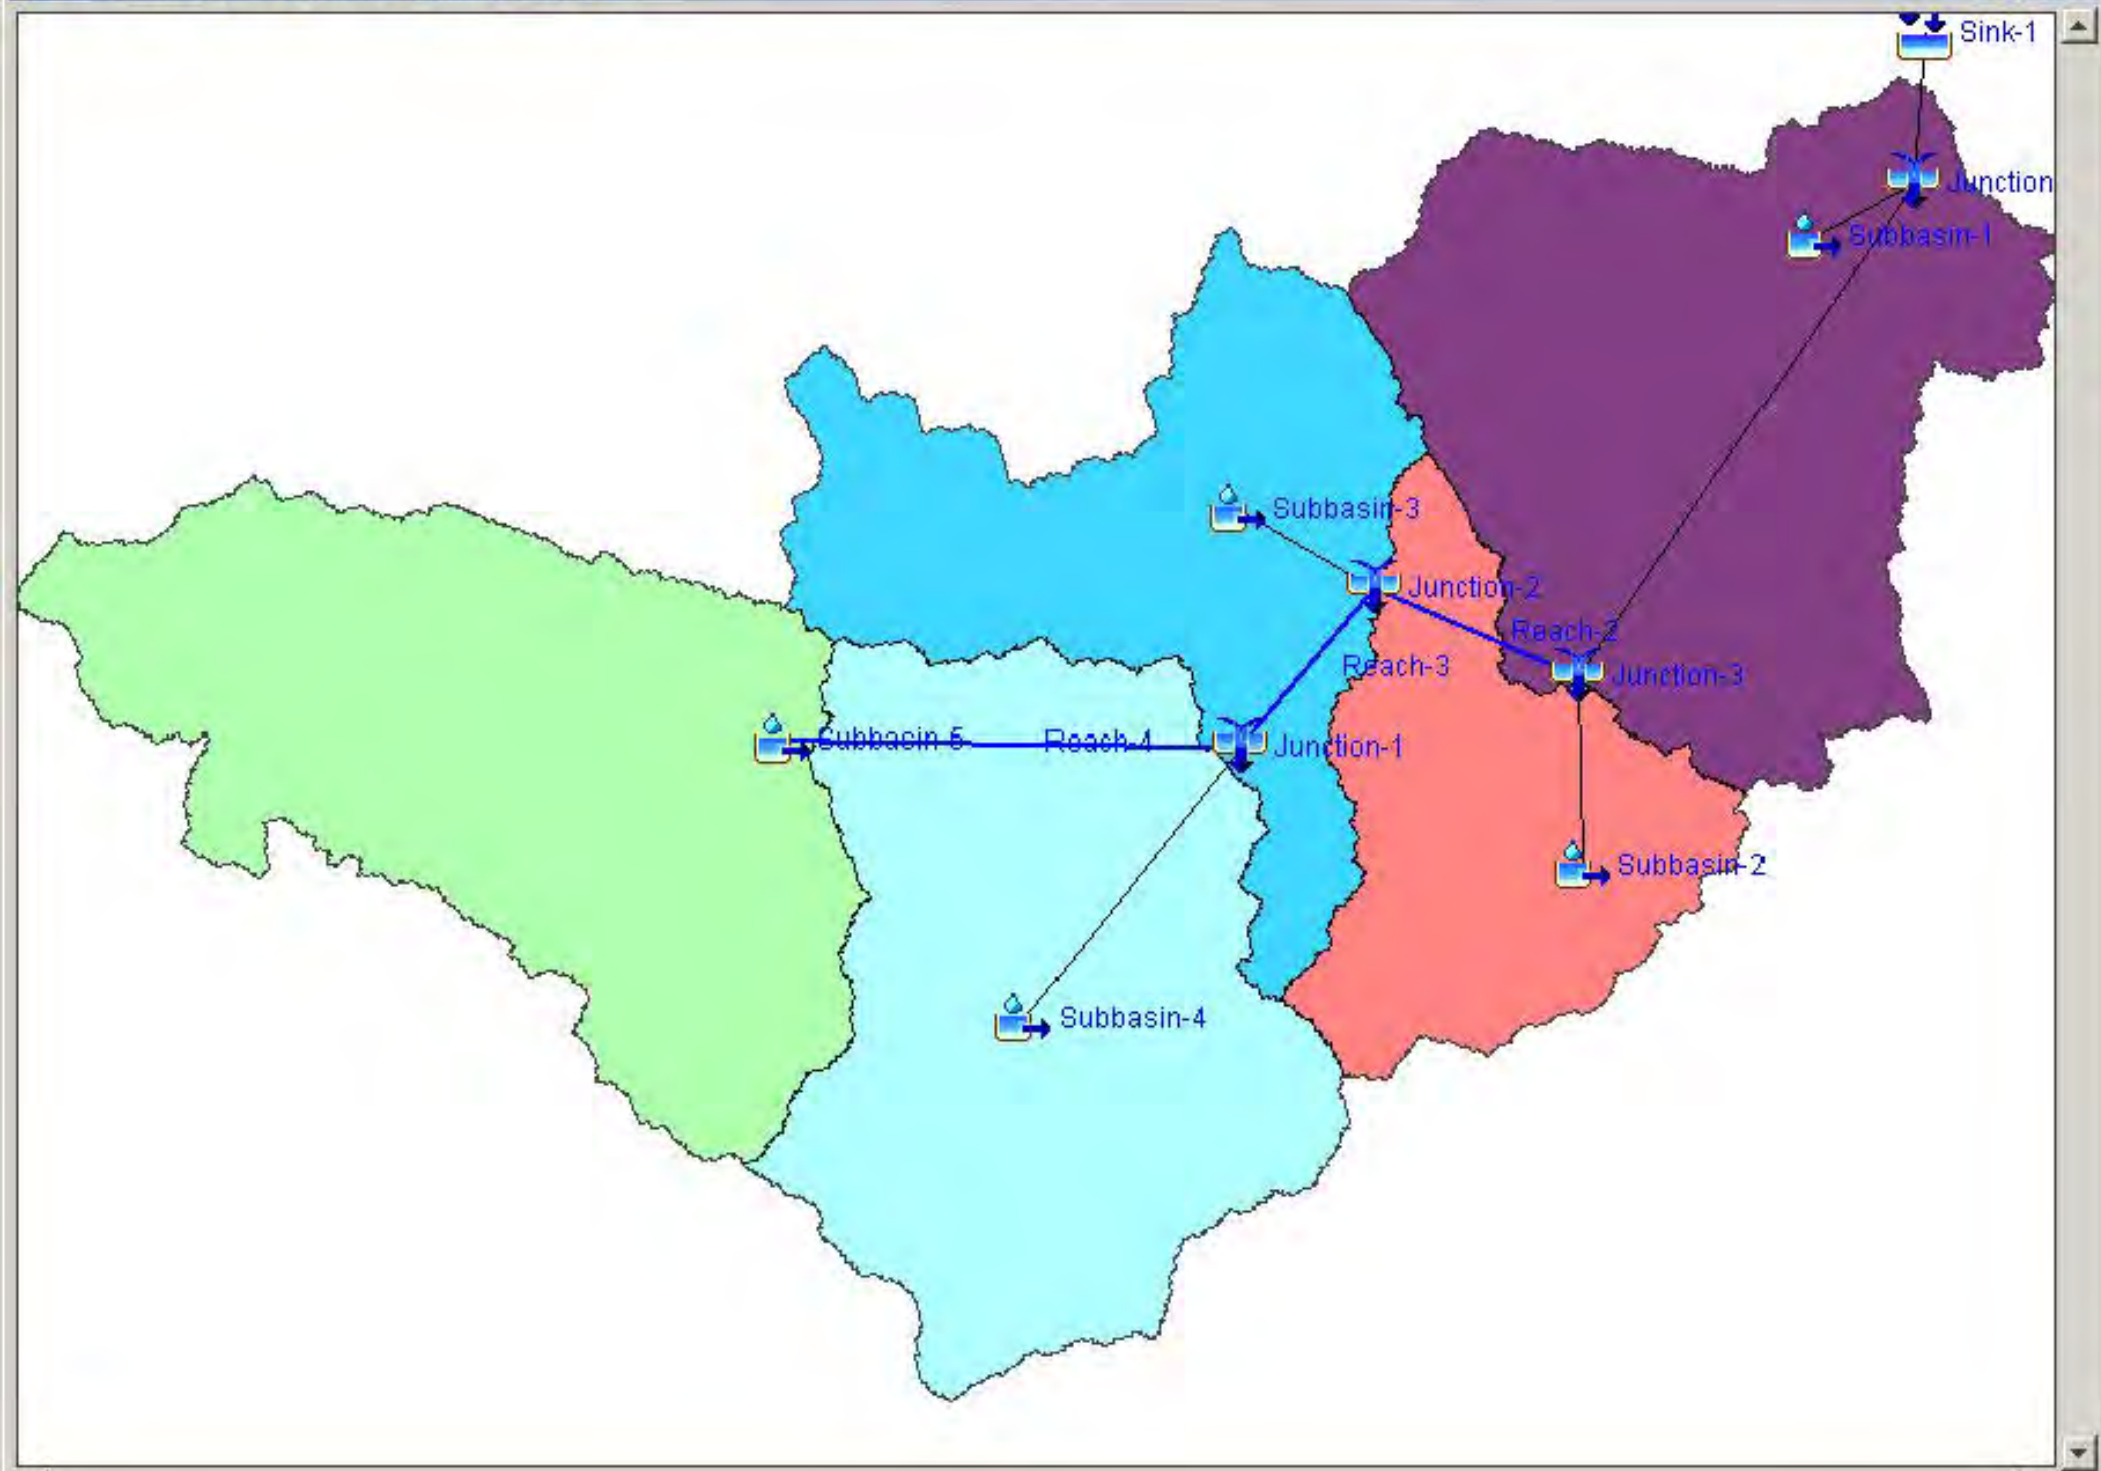 Sink-1
Junction
Subbasin-1
Subbasin-3
Junction-2
Reach-2
Reach-3
Junction-3
Subbasin-5
Reach-4
Junction-1
Subbasin-2
Subbasin-4